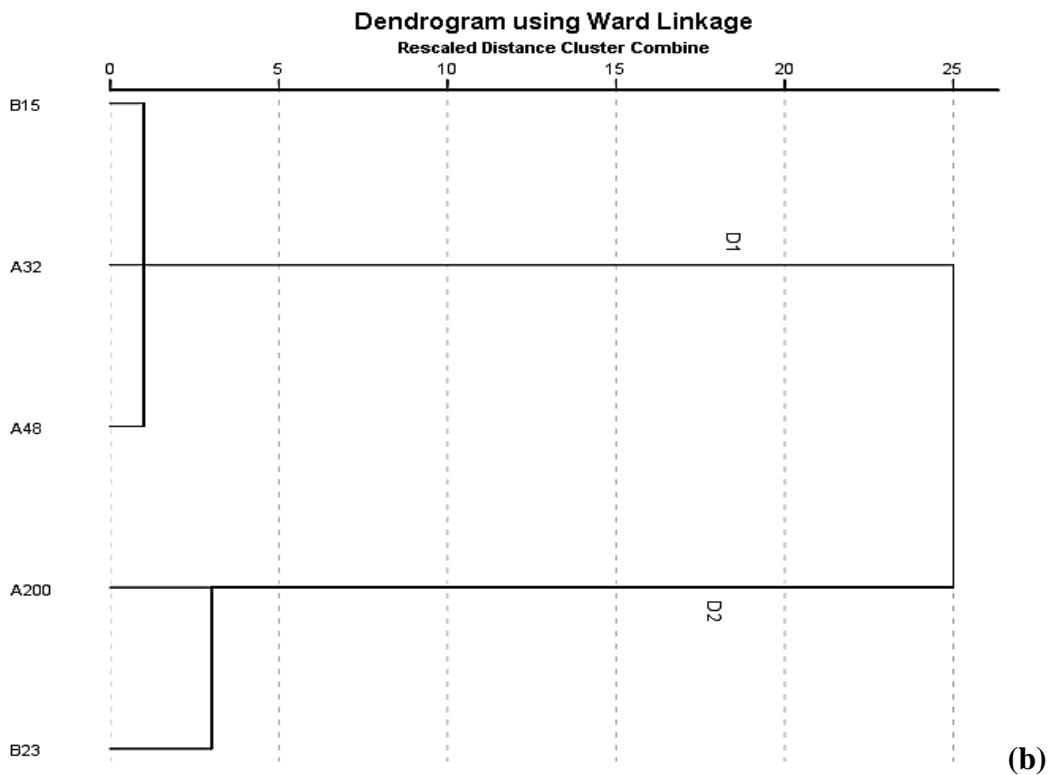 Dendrogram using Ward Linkage
Rescaled Distance Cluster Combine
0 5 10 15 20 25
B15
D1
A32
A48
A200
D2
B23
(b)